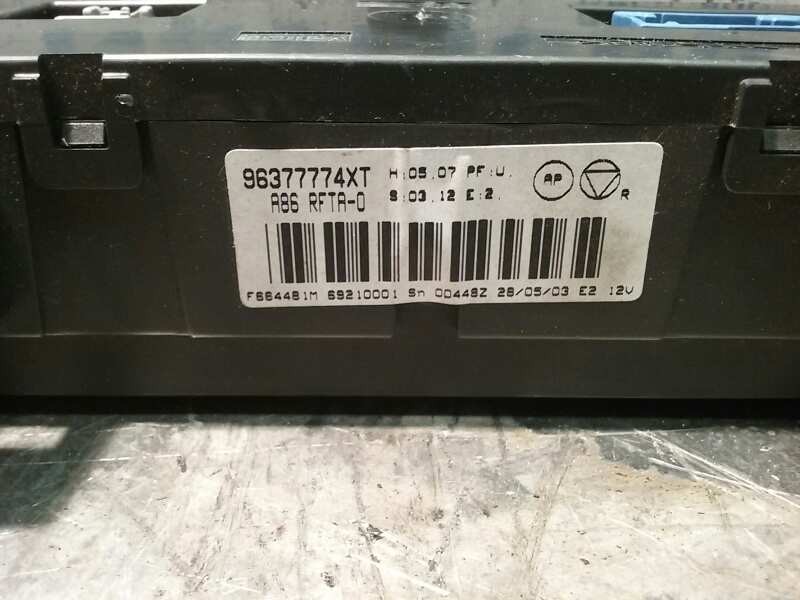 96377774XT H:05.07 PF:U.
A86 RFTA-0 S:03.12 E:2.
AP
R
F664481M 69210001 Sn 00448Z 28/05/03 E2 12V